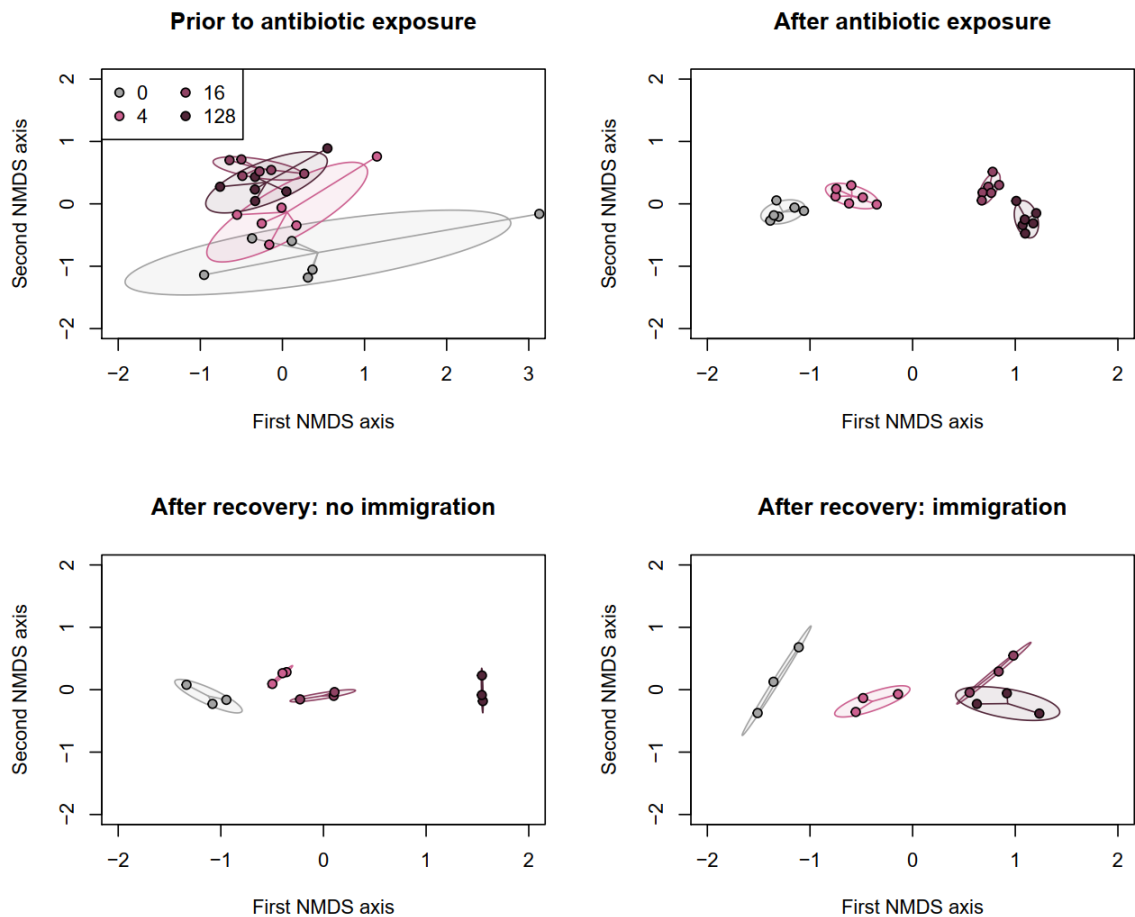 Prior to antibiotic exposure
0 16
4 128
Second NMDS axis
2
1
0
−1
−2
−2 −1 0 1 2 3
First NMDS axis
After antibiotic exposure
Second NMDS axis
2
1
0
−1
−2
−2 −1 0 1 2
First NMDS axis
After recovery: no immigration
Second NMDS axis
2
1
0
−1
−2
−2 −1 0 1 2
First NMDS axis
After recovery: immigration
Second NMDS axis
2
1
0
−1
−2
−2 −1 0 1 2
First NMDS axis